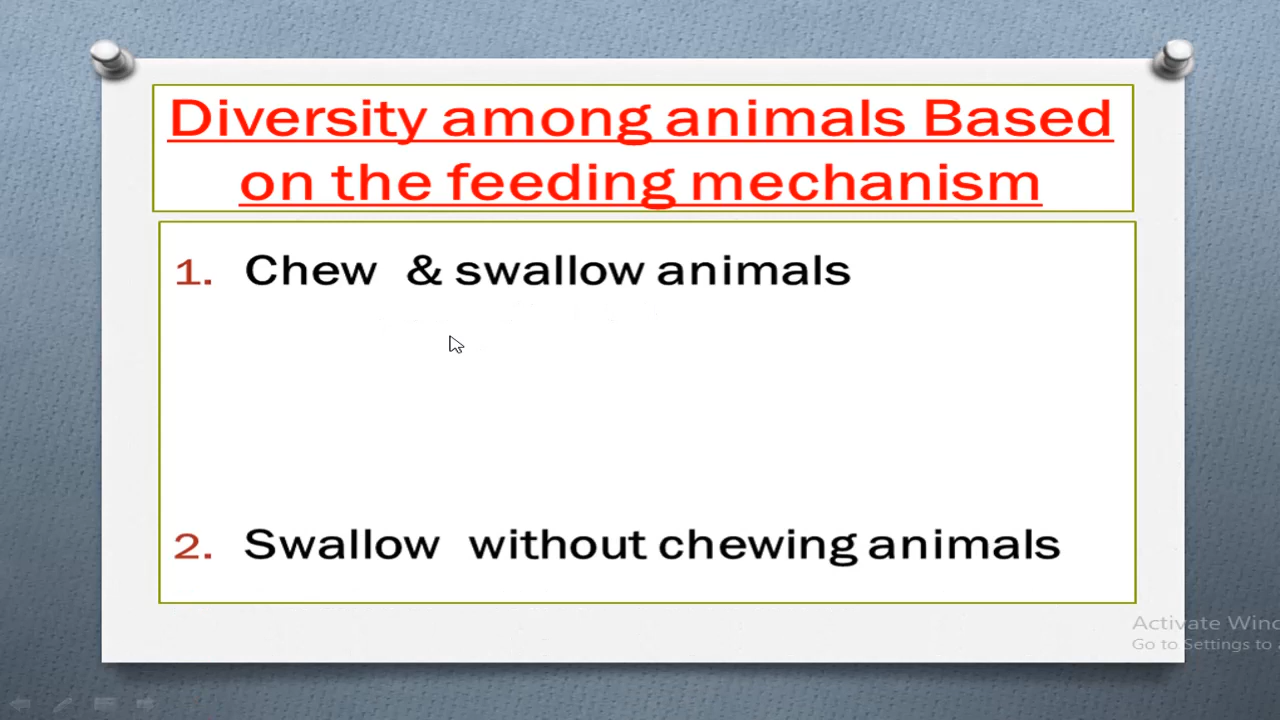 Diversity among animals Based
on the feeding mechanism
1. Chew & swallow animals
2. Swallow without chewing animals
Activate Wind
Go to Settings to